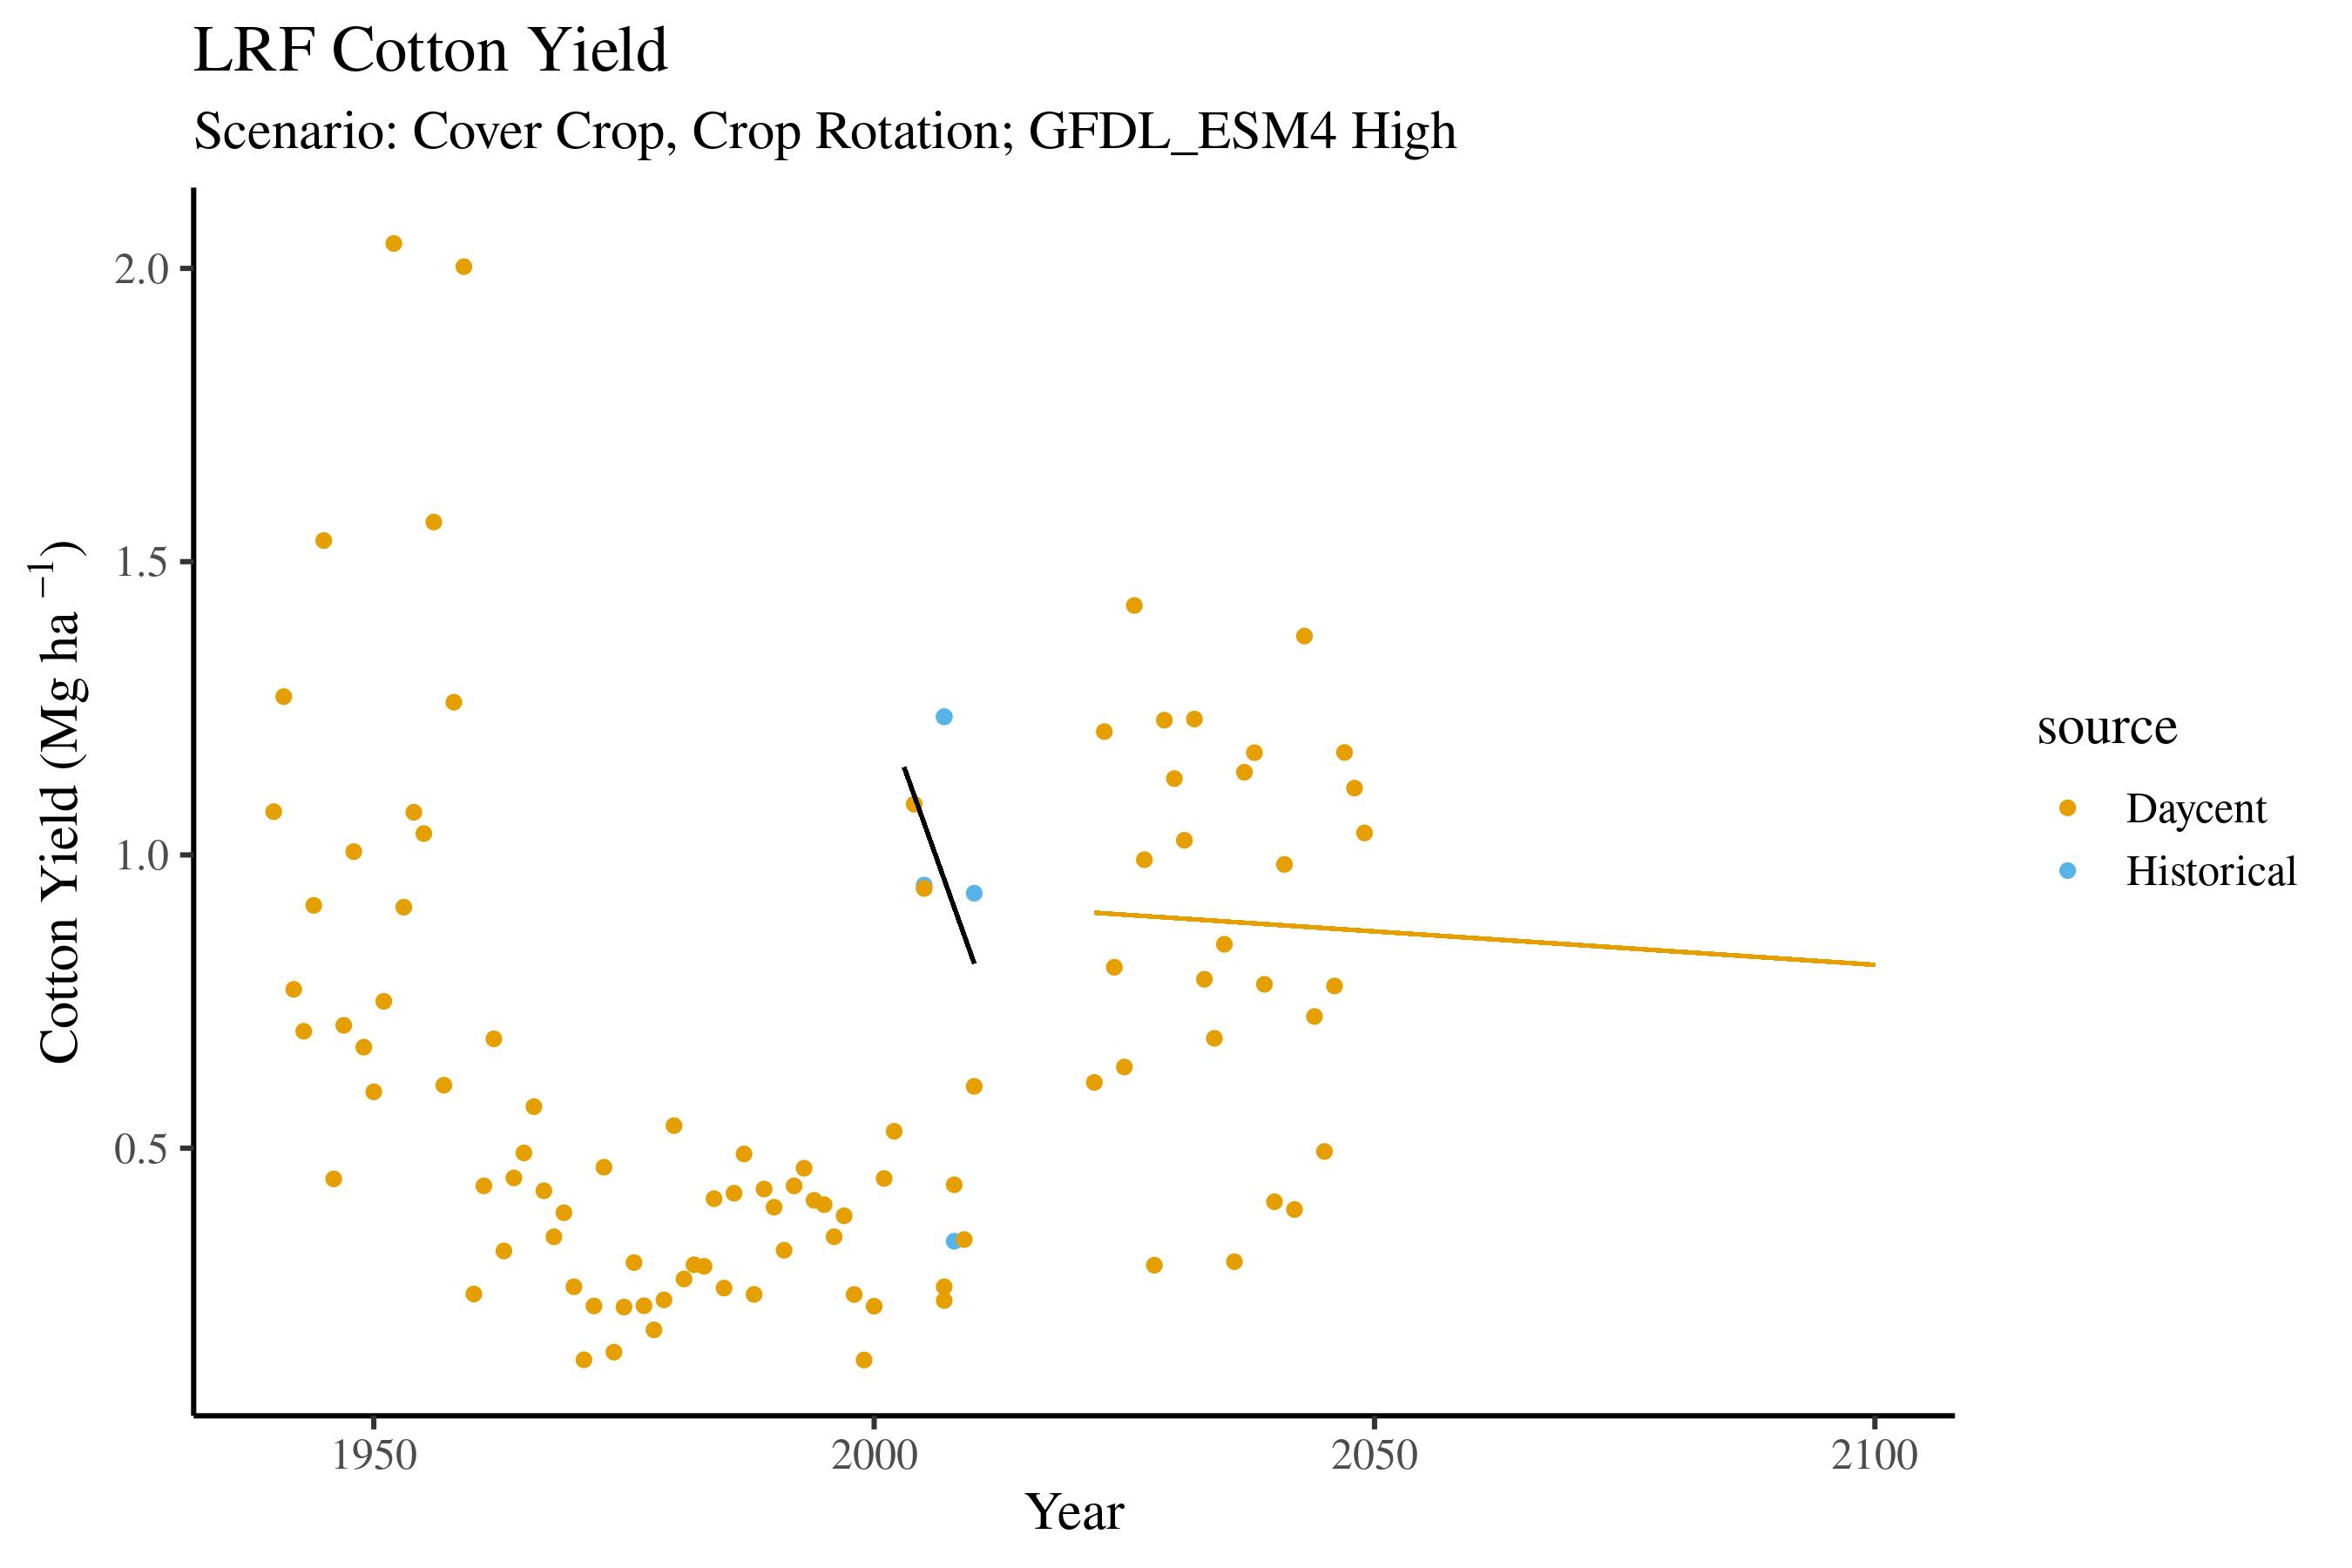 LRF Cotton Yield
Scenario: Cover Crop, Crop Rotation; GFDL_ESM4 High
Cotton Yield (Mg ha −1)
2.0
1.5
1.0
0.5
1950
2000
2050
2100
Year
source
Daycent
Historical